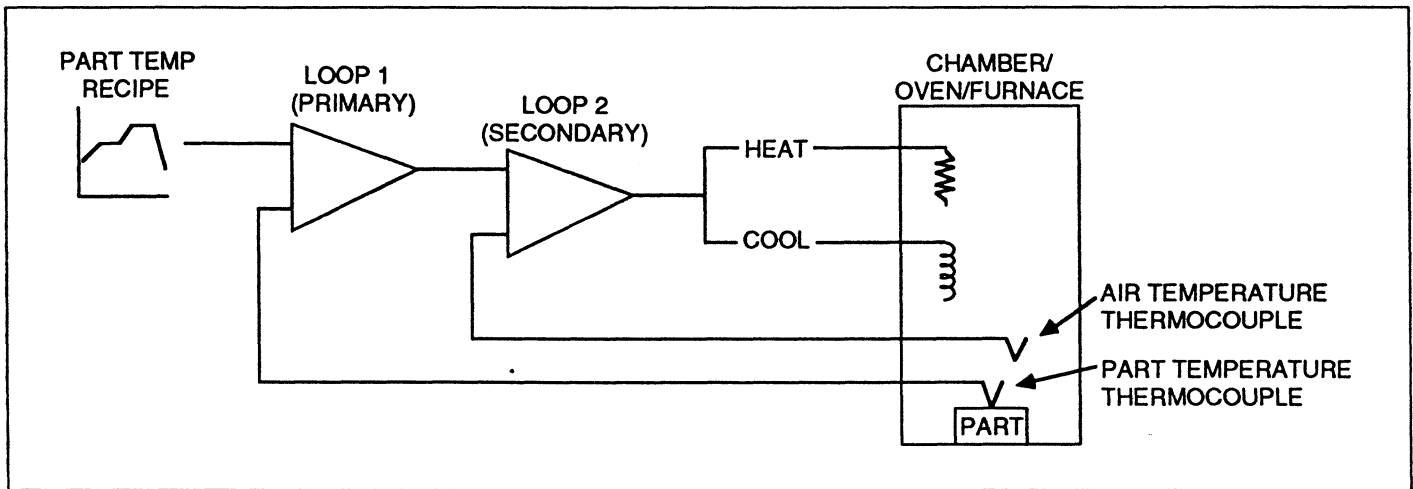 PART TEMP
RECIPE
LOOP 1
(PRIMARY)
LOOP 2
(SECONDARY)
CHAMBER/
OVEN/FURNACE
HEAT
COOL
AIR TEMPERATURE
THERMOCOUPLE
PART TEMPERATURE
THERMOCOUPLE
PART